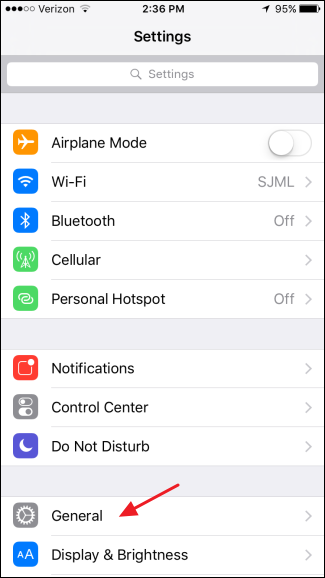 Verizon 2:36 PM 95%
Settings
Settings
Airplane Mode
Wi-Fi SJML
Bluetooth Off
Cellular
Personal Hotspot Off
Notifications
Control Center
Do Not Disturb
General
AA Display & Brightness